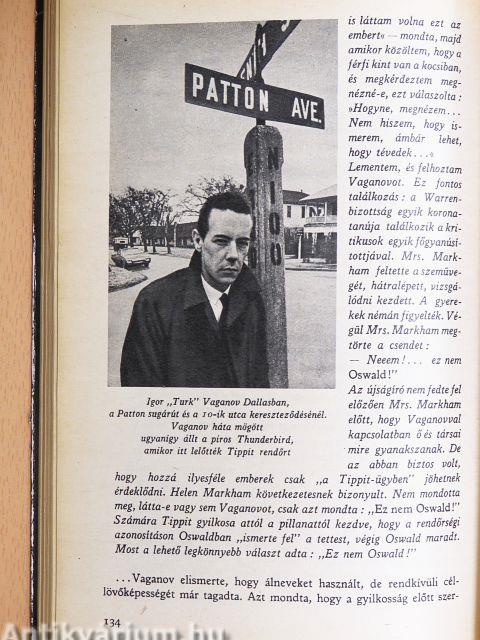 is láttam volna ezt az
embert« — mondta, majd
amikor közöltem, hogy a
férfi kint van a kocsiban,
és megkérdeztem meg-
nézné-e, ezt válaszolta:
»Hogyne, megnézem...
Nem hiszem, hogy is-
merem, ámbár lehet,
hogy tévedek...«
Lementem, és felhoztam
Vaganovot. Ez fontos
találkozás: a Warren-
bizottság egyik korona-
tanúja találkozik a kri-
tikusok egyik főgyanúsí-
tottjával. Mrs. Mark-
ham feltette a szemüve-
gét, hátralépett, vizsgá-
lódni kezdett. A gyere-
kek némán figyelték. Vé-
gül Mrs. Markham meg-
törte a csendet:
— Neeem!... ez nem
Oswald!"
Az újságíró nem fedte fel
előzően Mrs. Markham
előtt, hogy Vaganovval
kapcsolatban ő és társai
mire gyanakszanak. De
az abban biztos volt,
PATTON AVE.
Igor „Turk" Vaganov Dallasban,
a Patton sugárút és a 10-ik utca kereszteződésénél.
Vaganov háta mögött
ugyanígy állt a piros Thunderbird,
amikor itt lelőtték Tippit rendőrt
hogy hozzá ilyesféle emberek csak „a Tippit-ügyben" jöhetnek
érdeklődni. Helen Markham következetesnek bizonyult. Nem mondotta
meg, látta-e vagy sem Vaganovot, csak azt mondta: „Ez nem Oswald!"
Számára Tippit gyilkosa attól a pillanattól kezdve, hogy a rendőrségi
azonosításon Oswaldban „ismerte fel" a tettest, végig Oswald maradt.
Most a lehető legkönnyebb választ adta: „Ez nem Oswald!"
...Vaganov elismerte, hogy álneveket használt, de rendkívüli cél-
lövőképességét már tagadta. Azt mondta, hogy a gyilkosság előtt szer-
134
Antikvarium.hu